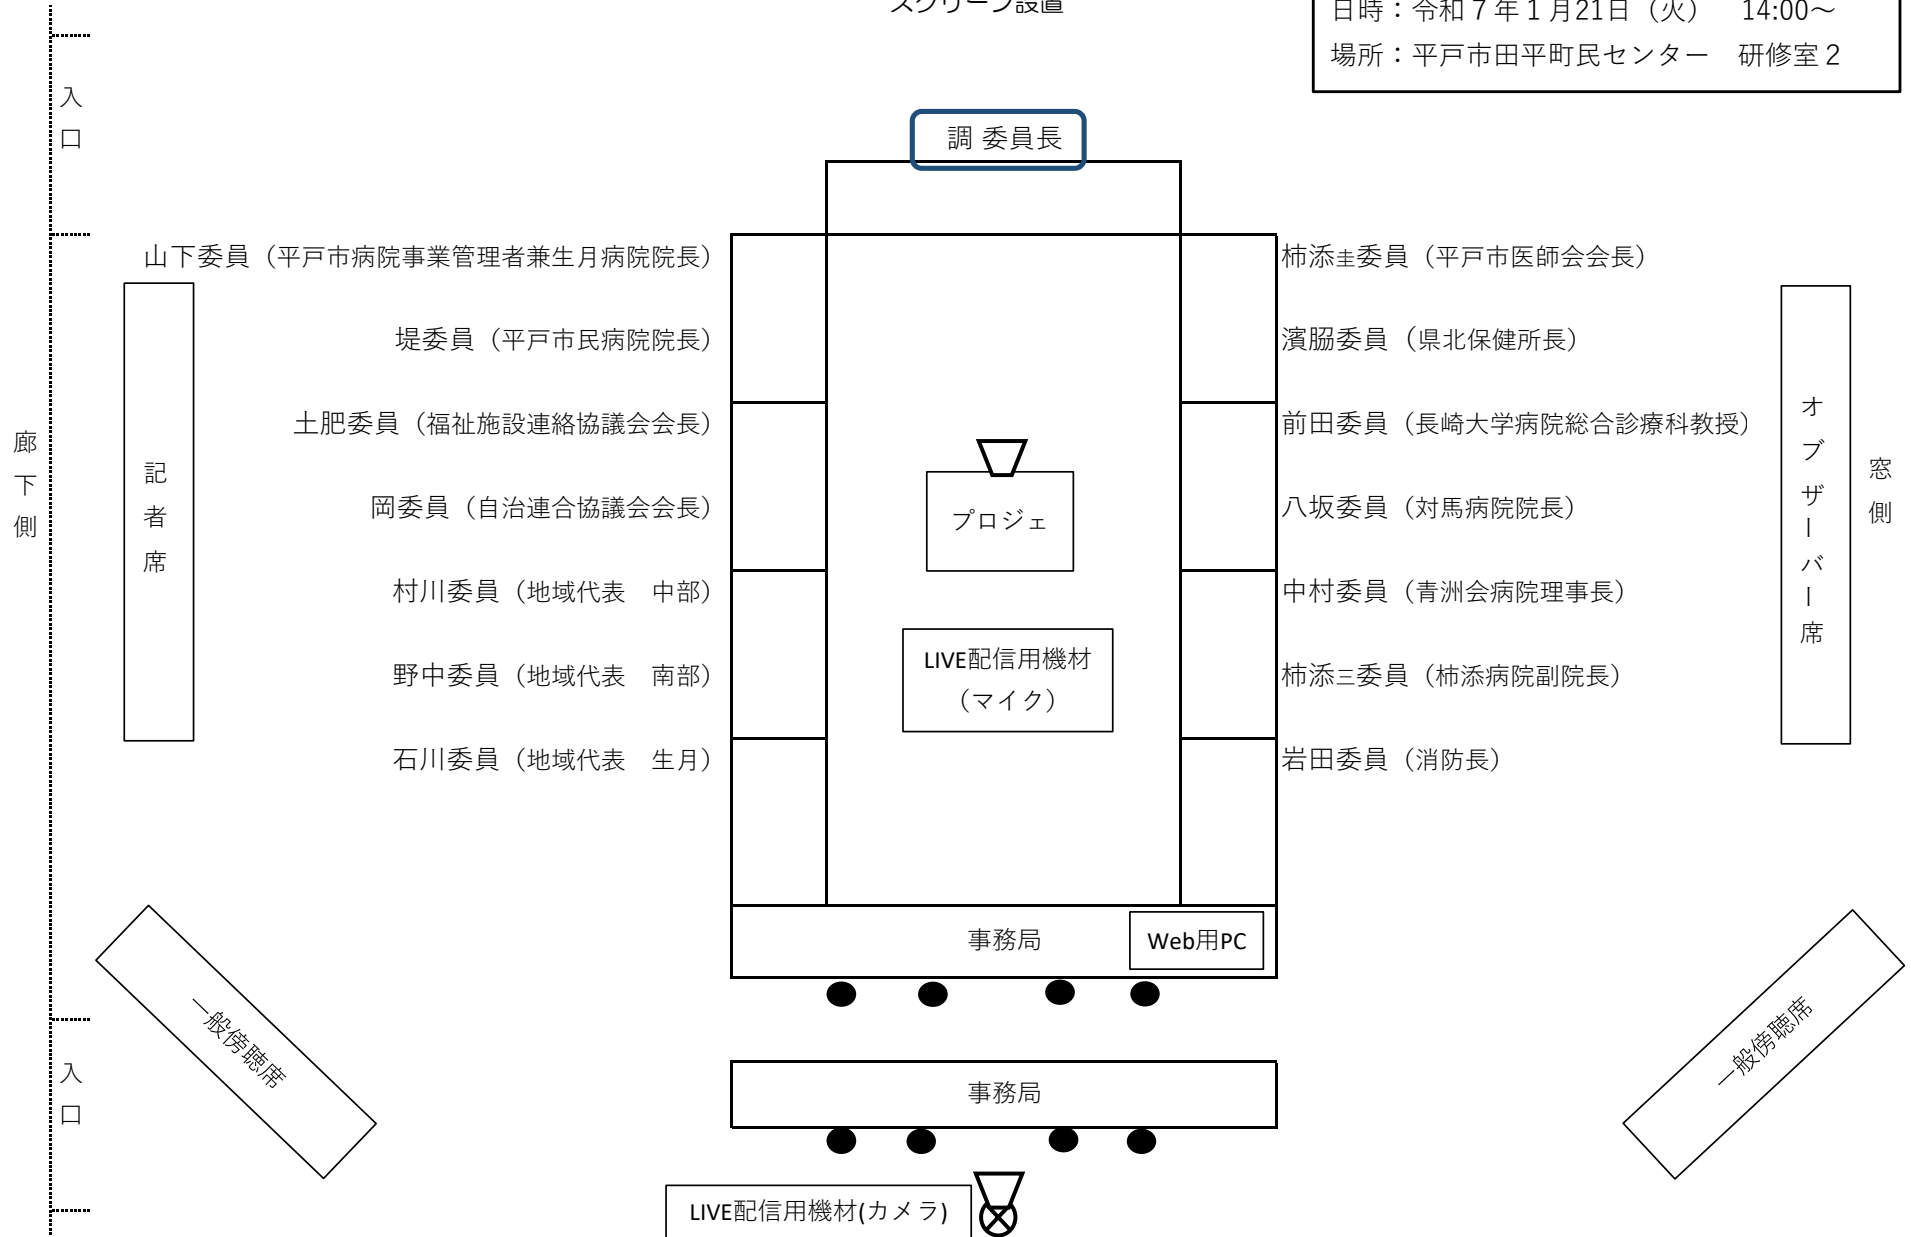 スクリーン設置
日時：令和７年１月21日（火）　14:00～
場所：平戸市田平町民センター　研修室２
入口
調 委員長
山下委員（平戸市病院事業管理者兼生月病院院長）
堤委員（平戸市民病院院長）
土肥委員（福祉施設連絡協議会会長）
岡委員（自治連合協議会会長）
村川委員（地域代表　中部）
野中委員（地域代表　南部）
石川委員（地域代表　生月）
柿添圭委員（平戸市医師会会長）
濱脇委員（県北保健所長）
前田委員（長崎大学病院総合診療科教授）
八坂委員（対馬病院院長）
中村委員（青洲会病院理事長）
柿添三委員（柿添病院副院長）
岩田委員（消防長）
廊下側
記者席
プロジェ
LIVE配信用機材
（マイク）
オブザーバー席
窓側
事務局
Web用PC
一般傍聴席
一般傍聴席
入口
事務局
LIVE配信用機材(カメラ)